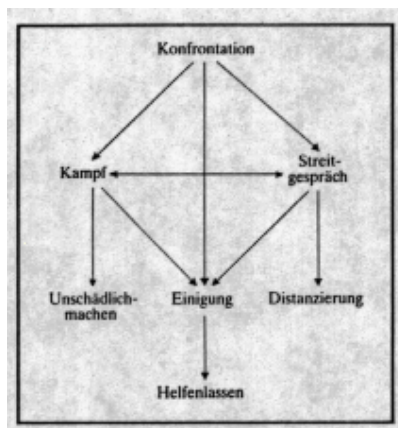 Konfrontation
Kampf
Streit-
gespräch
Unschädlich-
machen
Einigung
Distanzierung
Helfenlassen